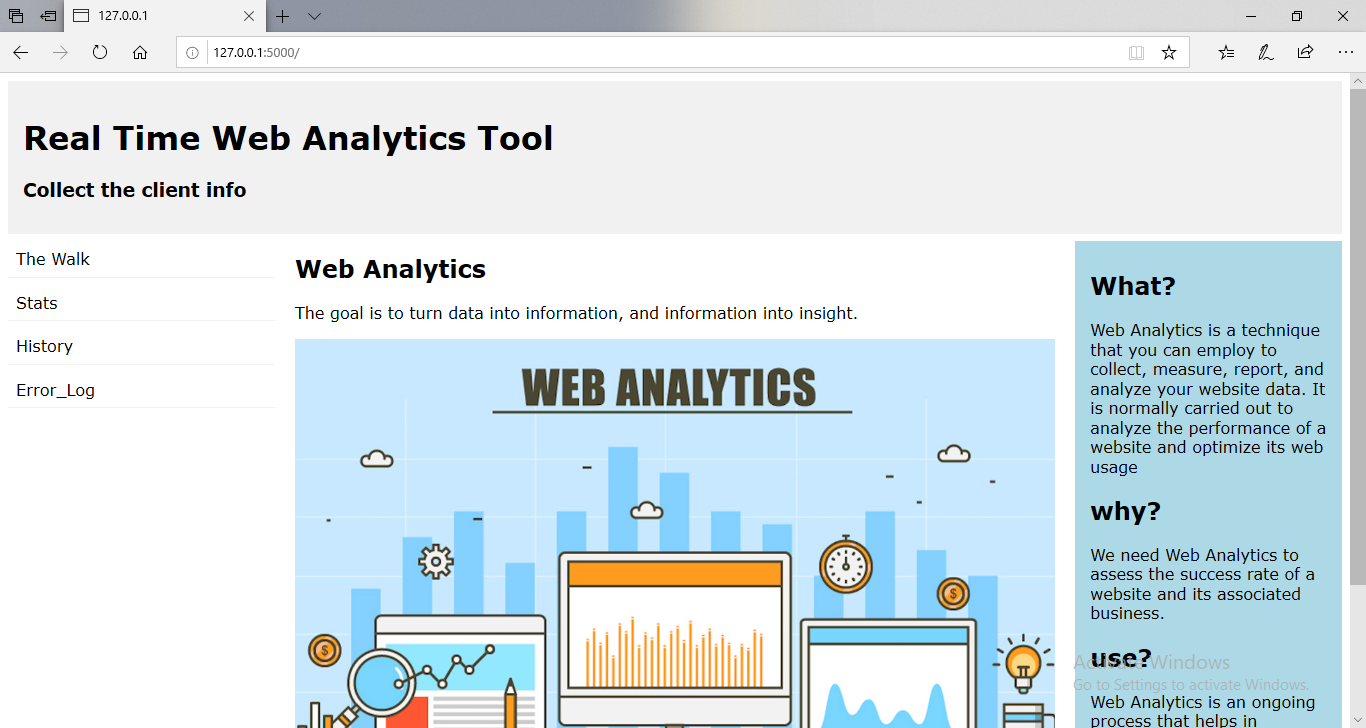 127.0.0.1
127.0.0.1:5000/
Real Time Web Analytics Tool
Collect the client info
The Walk
Stats
History
Error_Log
Web Analytics
The goal is to turn data into information, and information into insight.
WEB ANALYTICS
$
$
What?
Web Analytics is a technique
that you can employ to
collect, measure, report, and
analyze your website data. It
is normally carried out to
analyze the performance of a
website and optimize its web
usage
why?
We need Web Analytics to
assess the success rate of a
website and its associated
business.
use?
Activate Windows
Go to Settings to activate Windows.
Web Analytics is an ongoing
process that helps in